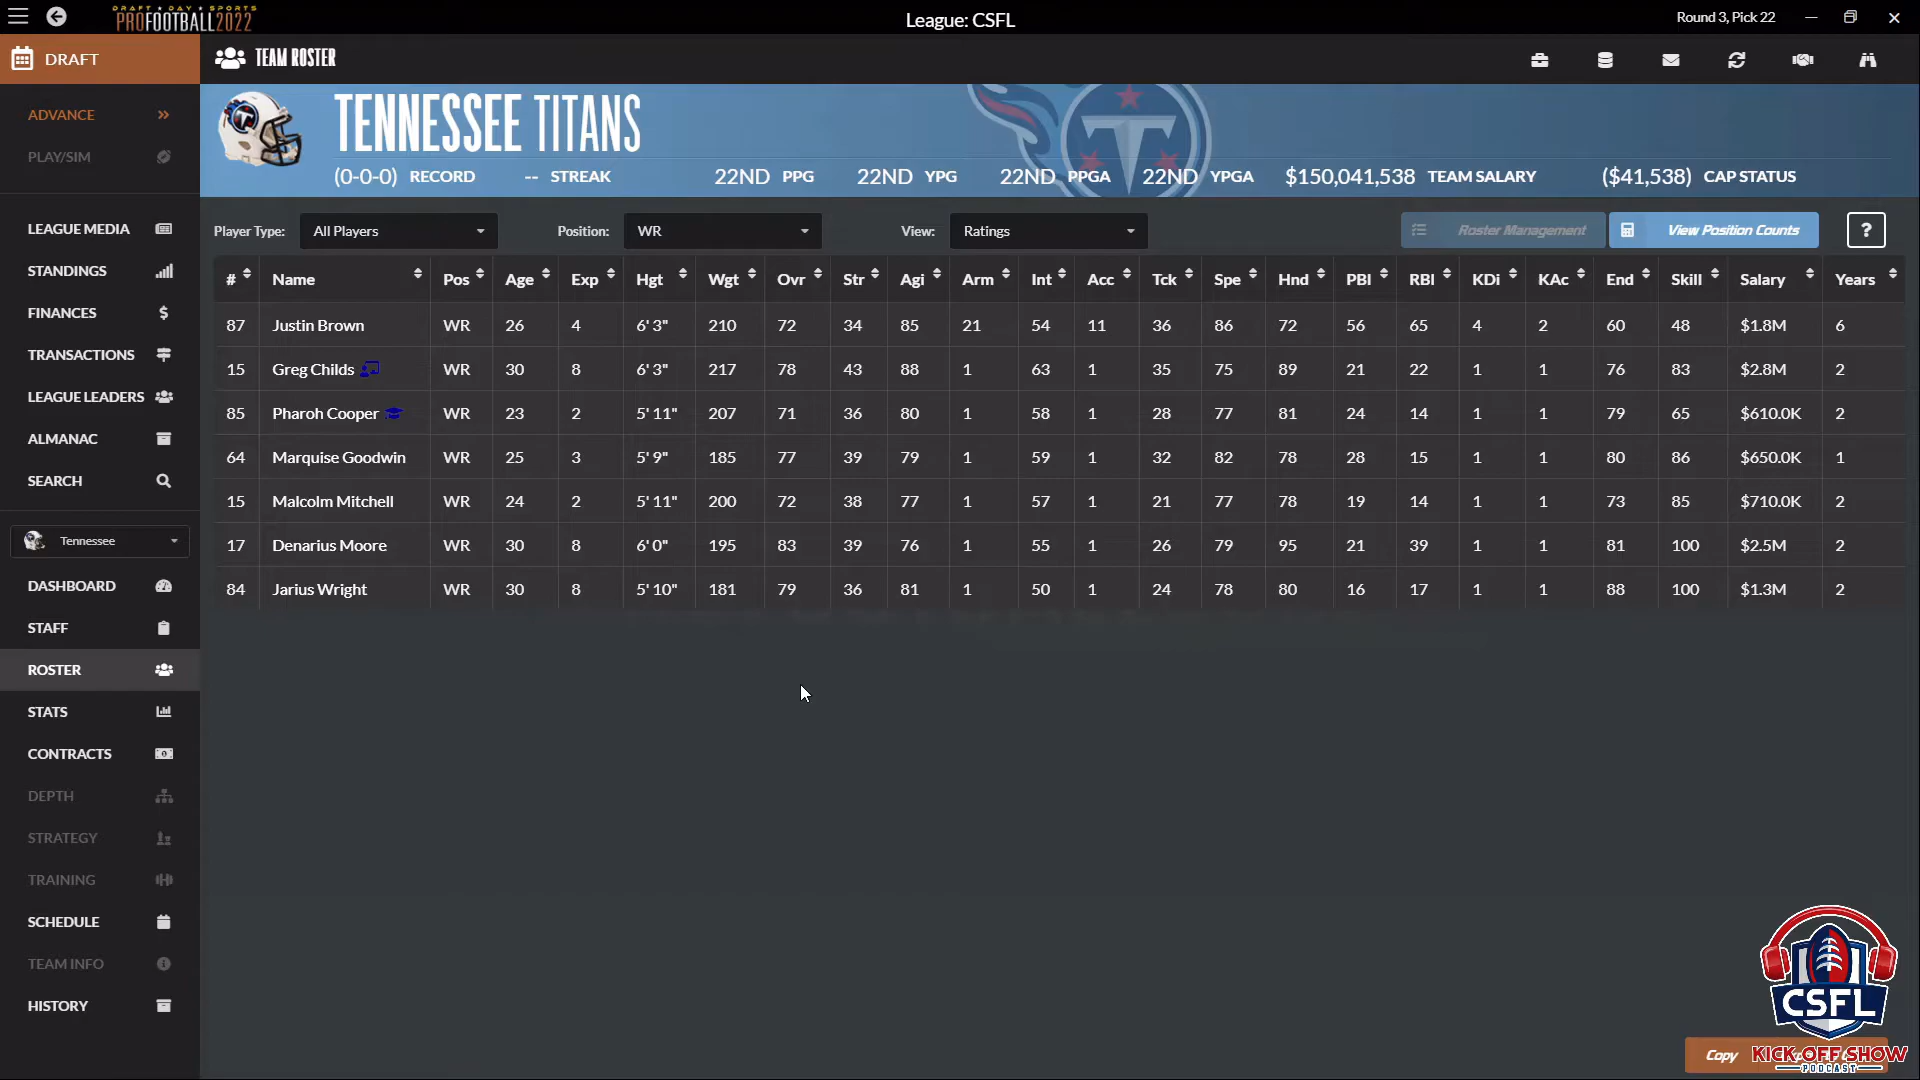 DRAFT ★ DAY ★ SPORTS
PROFOOTBALL2022
League: CSFL
Round 3, Pick 22
DRAFT
TEAM ROSTER
ADVANCE
PLAY/SIM
TENNESSEE TITANS
(0-0-0) RECORD -- STREAK 22ND PPG 22ND YPG 22ND PPGA 22ND YPGA $150,041,538 TEAM SALARY ($41,538) CAP STATUS
LEAGUE MEDIA
STANDINGS
FINANCES
TRANSACTIONS
LEAGUE LEADERS
ALMANAC
SEARCH
Tennessee
DASHBOARD
STAFF
ROSTER
STATS
CONTRACTS
DEPTH
STRATEGY
TRAINING
SCHEDULE
TEAM INFO
HISTORY
Player Type: All Players Position: WR View: Ratings Roster Management View Position Counts ?
# Name Pos Age Exp Hgt Wgt Ovr Str Agi Arm Int Acc Tck Spe Hnd PBl RBl KDi KAc End Skill Salary Years
87 Justin Brown WR 26 4 6' 3" 210 72 34 85 21 54 11 36 86 72 56 65 4 2 60 48 $1.8M 6
15 Greg Childs WR 30 8 6' 3" 217 78 43 88 1 63 1 35 75 89 21 22 1 1 76 83 $2.8M 2
85 Pharoh Cooper WR 23 2 5' 11" 207 71 36 80 1 58 1 28 77 81 24 14 1 1 79 65 $610.0K 2
64 Marquise Goodwin WR 25 3 5' 9" 185 77 39 79 1 59 1 32 82 78 28 15 1 1 80 86 $650.0K 1
15 Malcolm Mitchell WR 24 2 5' 11" 200 72 38 77 1 57 1 21 77 78 19 14 1 1 73 85 $710.0K 2
17 Denarius Moore WR 30 8 6' 0" 195 83 39 76 1 55 1 26 79 95 21 39 1 1 81 100 $2.5M 2
84 Jarius Wright WR 30 8 5' 10" 181 79 36 81 1 50 1 24 78 80 16 17 1 1 88 100 $1.3M 2
CSFL
Copy
KICK OFF SHOW
PODCAST